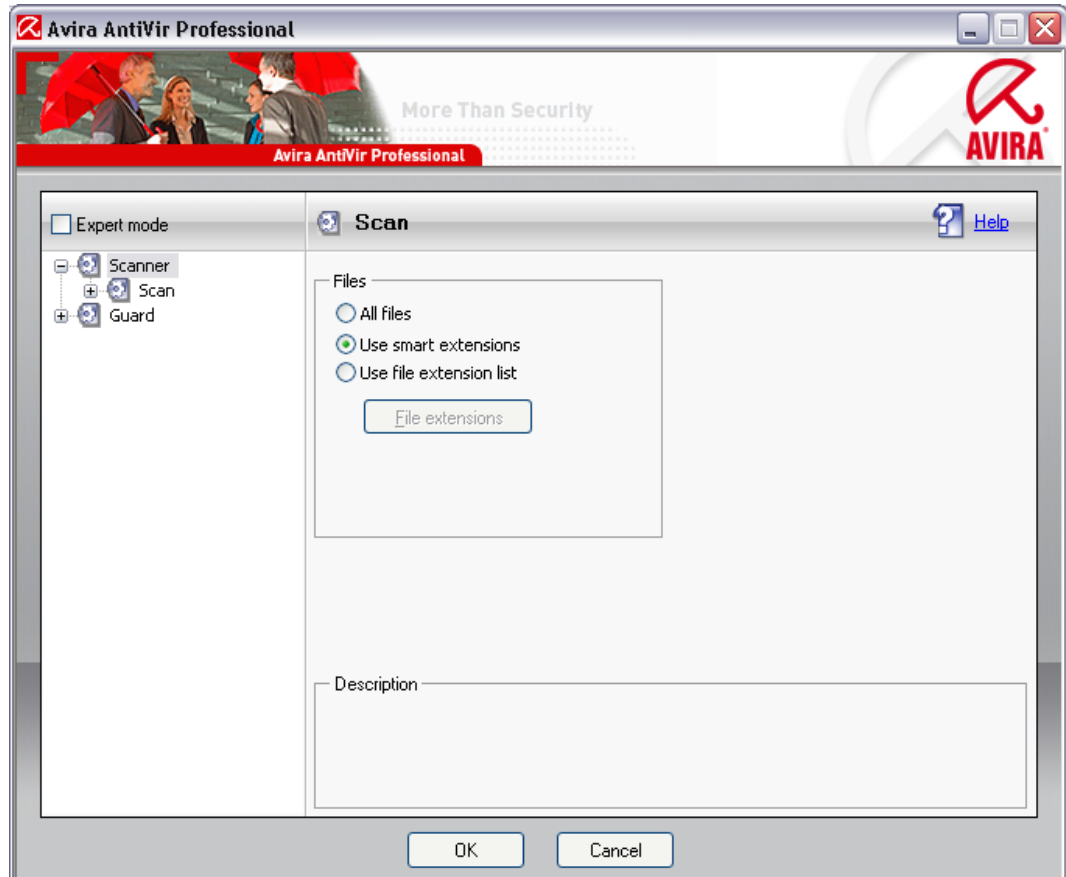 Avira AntiVir Professional
More Than Security
Avira AntiVir Professional
AVIRA
Expert mode
Scanner
Scan
Guard
Scan
Help
Files
All files
Use smart extensions
Use file extension list
File extensions
Description
OK
Cancel